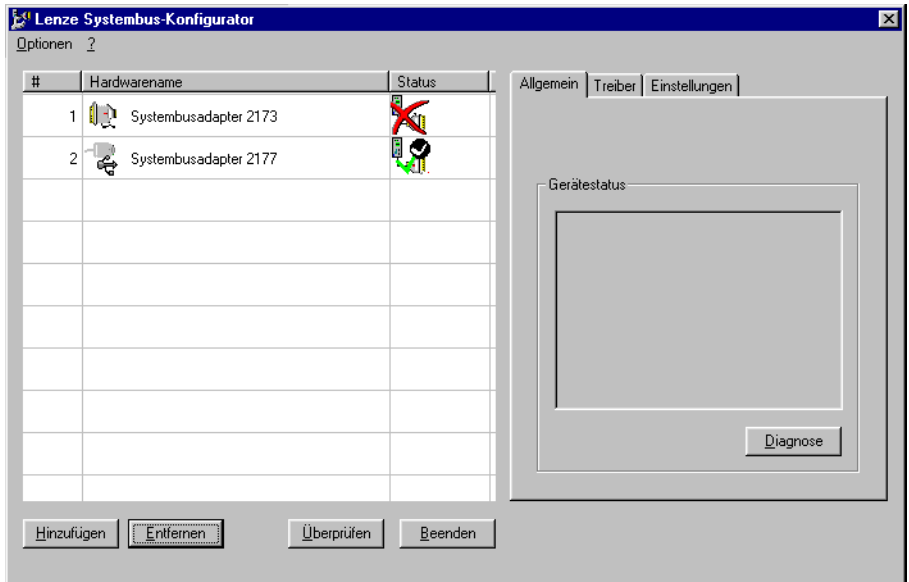 Lenze Systembus-Konfigurator
Optionen ?
# Hardwarename Status
1 Systembusadapter 2173
2 Systembusadapter 2177
Allgemein Treiber Einstellungen
Gerätestatus
Diagnose
Hinzufügen Entfernen Überprüfen Beenden